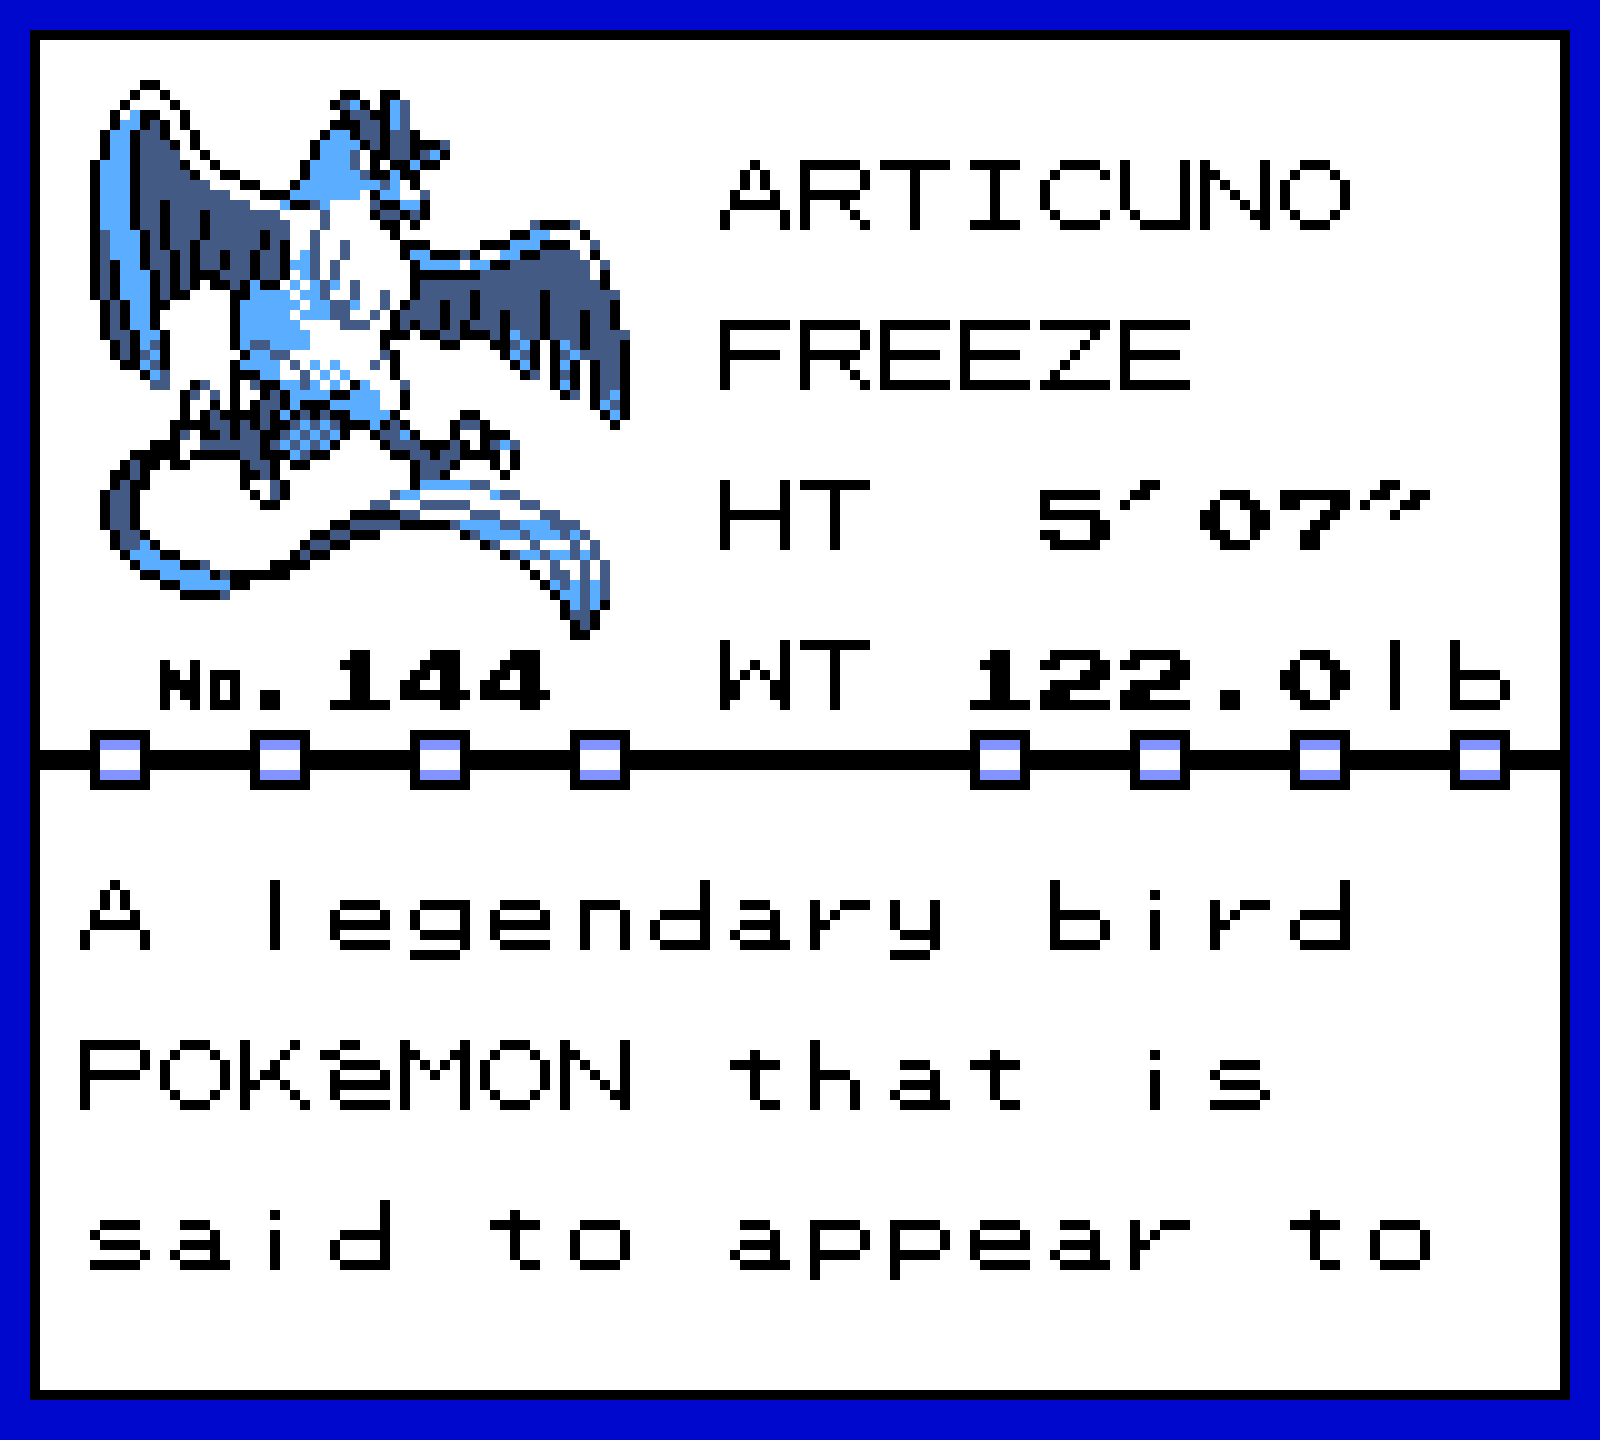 ARTICUNO
FREEZE
HT 5′07″
WT 122.0lb
No.144
A legendary bird
POKéMON that is
said to appear to